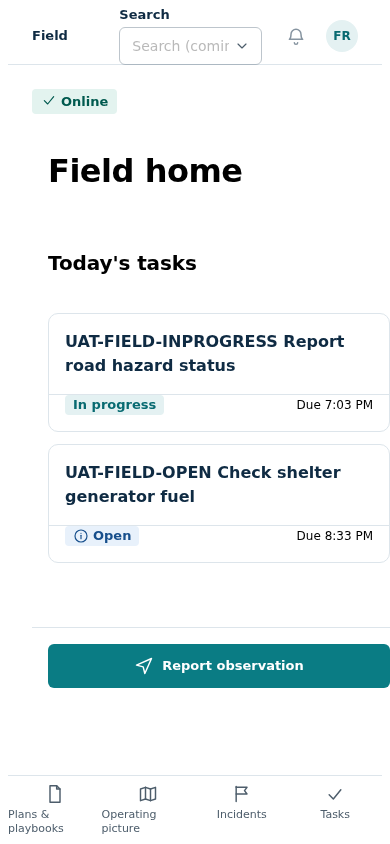 Search
Field
Search (comir
FR
Online
Field home
Today's tasks
UAT-FIELD-INPROGRESS Report
road hazard status
In progress
Due 7:03 PM
UAT-FIELD-OPEN Check shelter
generator fuel
Open
Due 8:33 PM
Report observation
Plans &
playbooks
Operating
picture
Incidents
Tasks